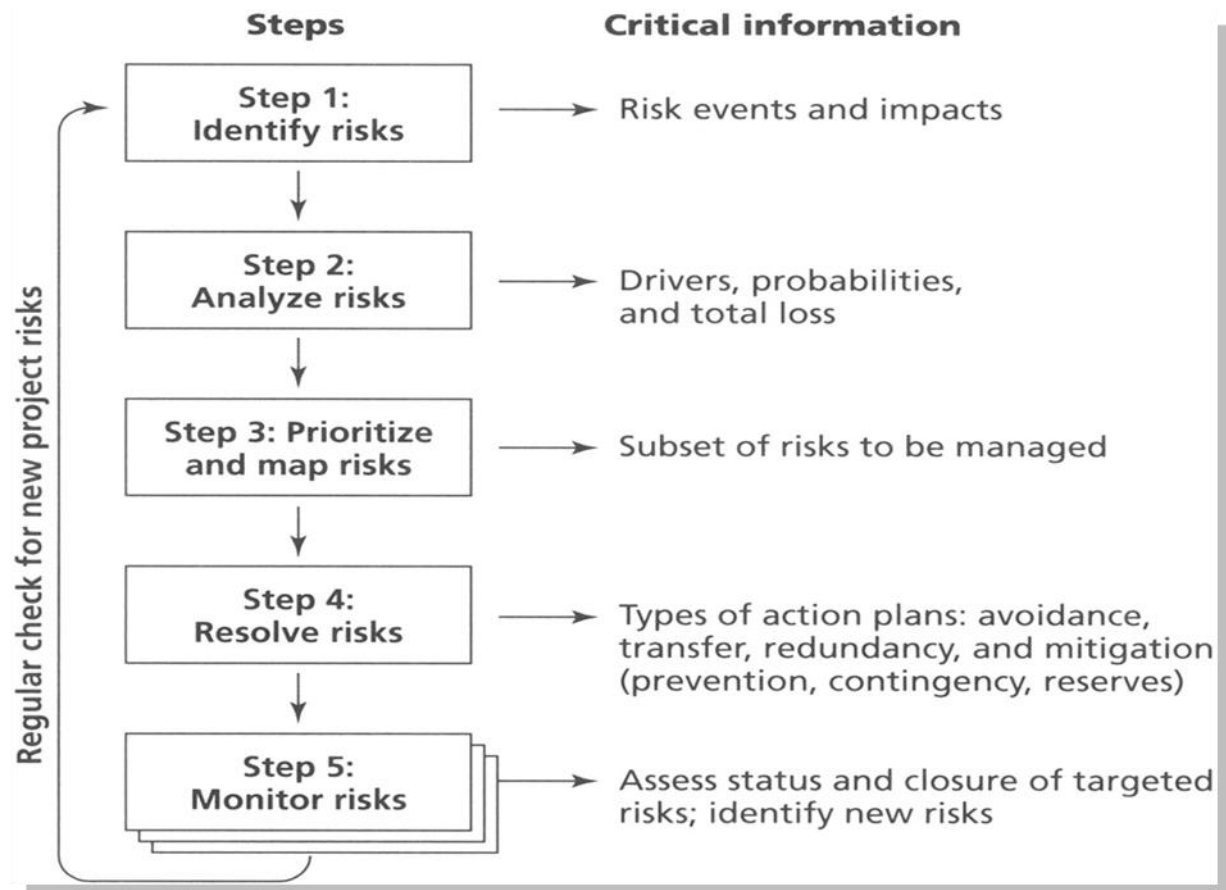 Steps
Critical information
Step 1:
Identify risks
Risk events and impacts
Step 2:
Analyze risks
Drivers, probabilities,
and total loss
Step 3: Prioritize
and map risks
Subset of risks to be managed
Step 4:
Resolve risks
Types of action plans: avoidance,
transfer, redundancy, and mitigation
(prevention, contingency, reserves)
Step 5:
Monitor risks
Assess status and closure of targeted
risks; identify new risks
Regular check for new project risks